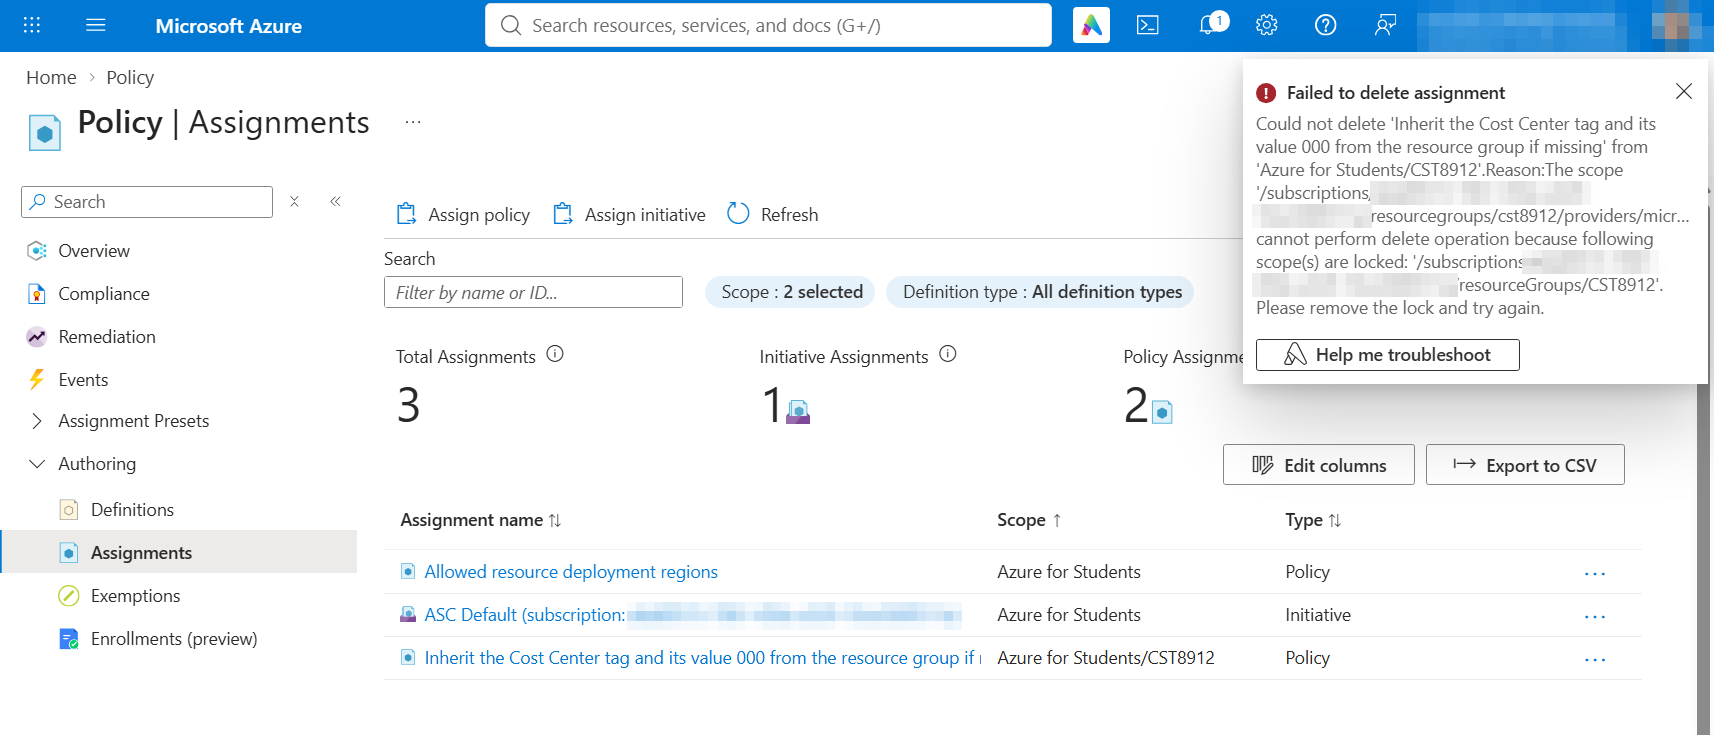 Microsoft Azure
Search resources, services, and docs (G+/)
1
Home > Policy
Policy | Assignments ...
Failed to delete assignment
Could not delete 'Inherit the Cost Center tag and its
value 000 from the resource group if missing' from
'Azure for Students/CST8912'.Reason:The scope
'/subscriptions/
resourcegroups/cst8912/providers/micr...
cannot perform delete operation because following
scope(s) are locked: '/subscriptions
/resourceGroups/CST8912'.
Please remove the lock and try again.
Help me troubleshoot
Search
Overview
Compliance
Remediation
Events
Assignment Presets
Authoring
Definitions
Assignments
Exemptions
Enrollments (preview)
Assign policy Assign initiative Refresh
Search
Filter by name or ID...
Scope : 2 selected
Definition type : All definition types
Total Assignments
3
Initiative Assignments
1
Policy Assignme
2
Edit columns
Export to CSV
Assignment name Scope Type
Allowed resource deployment regions Azure for Students Policy ...
ASC Default (subscription: Azure for Students Initiative ...
Inherit the Cost Center tag and its value 000 from the resource group if Azure for Students/CST8912 Policy ...